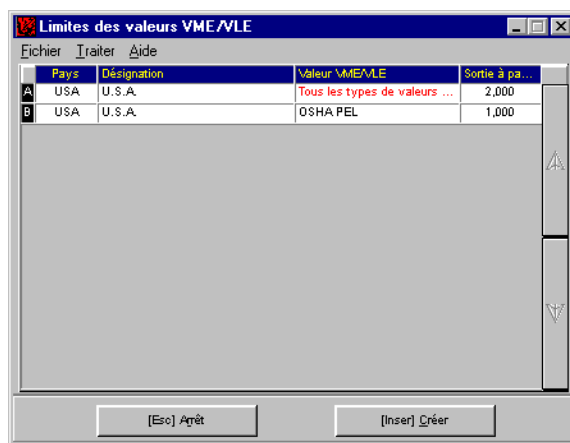 Limites des valeurs VME/VLE
Fichier Traiter Aide
Pays Désignation Valeur VME/VLE Sortie à pa...
A USA U.S.A. Tous les types de valeurs ... 2,000
B USA U.S.A. OSHA PEL 1,000
[Esc] Arrêt [Inser] Créer